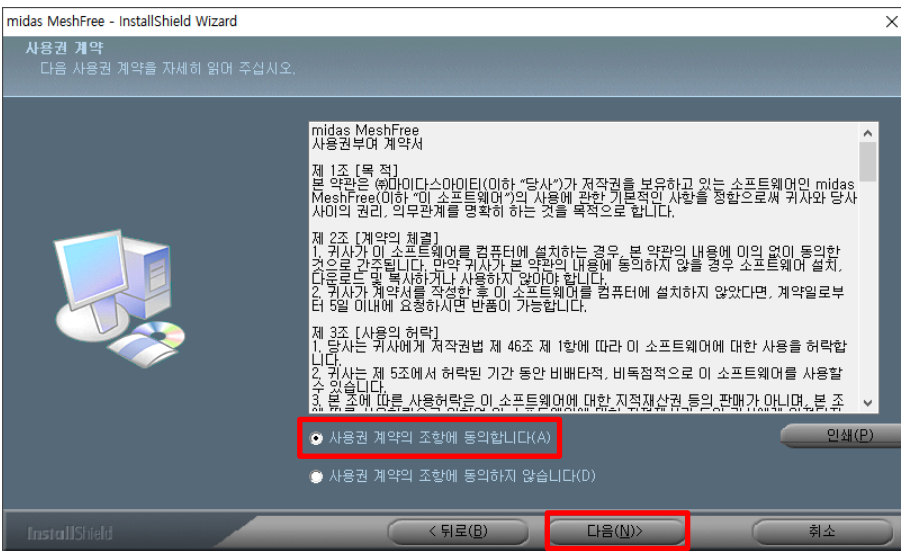 midas MeshFree - InstallShield Wizard
사용권 계약
다음 사용권 계약을 자세히 읽어 주십시오.
midas MeshFree
사용권부여 계약서
제 1조 [목 적]
본 약관은 ㈜마이다스아이티(이하 “당사”)가 저작권을 보유하고 있는 소프트웨어인 midas
MeshFree(이하 “이 소프트웨어”)의 사용에 관한 기본적인 사항을 정함으로써 귀사와 당사
사이의 권리, 의무관계를 명확히 하는 것을 목적으로 합니다.
제 2조 [계약의 체결]
1. 귀사가 이 소프트웨어를 컴퓨터에 설치하는 경우, 본 약관의 내용에 이의 없이 동의한
것으로 간주됩니다. 만약 귀사가 본 약관의 내용에 동의하지 않을 경우 소프트웨어 설치,
다운로드 및 복사하거나 사용하지 않아야 합니다.
2. 귀사가 계약서를 작성한 후 이 소프트웨어를 컴퓨터에 설치하지 않았다면, 계약일로부
터 5일 이내에 요청하시면 반품이 가능합니다.
제 3조 [사용의 허락]
1. 당사는 귀사에게 저작권법 제 46조 제 1항에 따라 이 소프트웨어에 대한 사용을 허락합
니다.
2. 귀사는 제 5조에서 허락된 기간 동안 비배타적, 비독점적으로 이 소프트웨어를 사용할
수 있습니다.
3. 본 조에 따른 사용허락은 이 소프트웨어에 대한 지적재산권 등의 판매가 아니며, 본 조
사용권 계약의 조항에 동의합니다(A)
인쇄(P)
사용권 계약의 조항에 동의하지 않습니다(D)
InstallShield
< 뒤로(B)
다음(N)>
취소